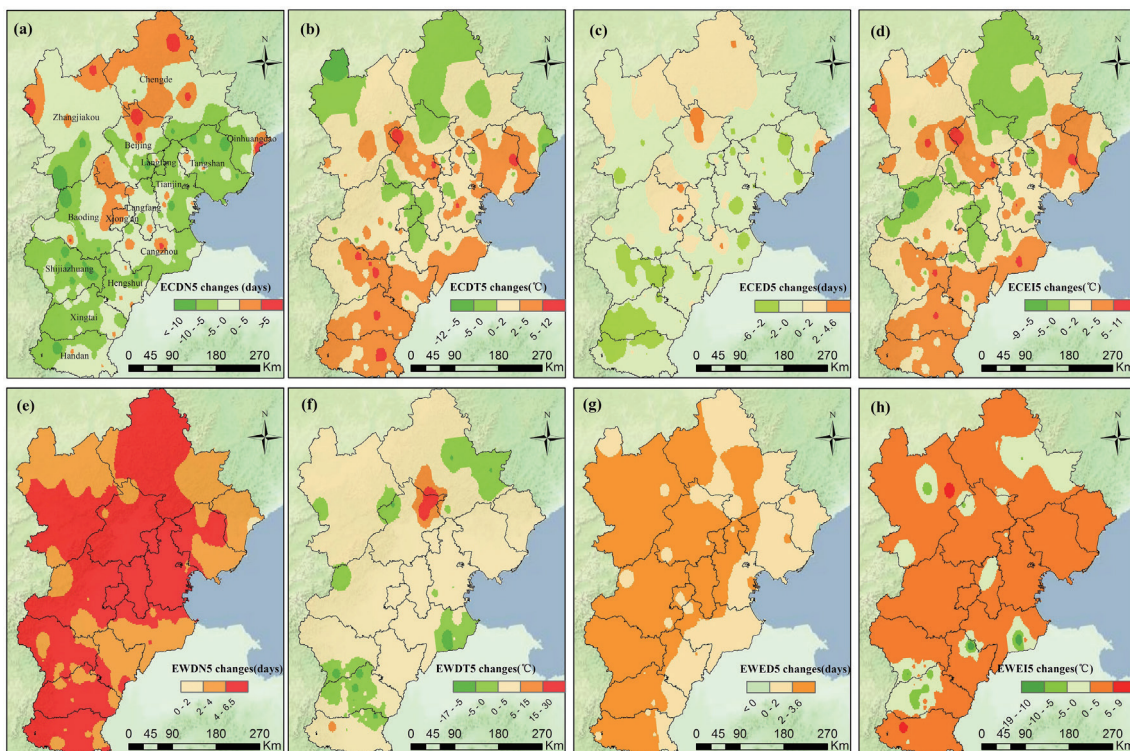 (a)
N
Chengde
Zhangjiakou
Beijing
Qinhuangdao
Langfang
Tangshan
Tianjin
Langfang
Baoding
Xiong'an
Cangzhou
Shijiazhuang
Hengshui
Xingtai
Handan
ECDN5 changes (days)
<-10
-10 - -5
-5 - 0
0 - 5
>5
0 45 90 180 270
Km
(b)
N
ECDT5 changes(℃)
-12 - -5
-5 - 0
0 - 5
5 - 12
0 45 90 180 270
Km
(c)
N
ECED5 changes(days)
-6 - -2
-2 - 0
0 - 2
2 - 4.6
0 45 90 180 270
Km
(d)
N
ECEI5 changes(℃)
-9 - -5
-5 - 0
0 - 2
2 - 5
5 - 11
0 45 90 180 270
Km
(e)
N
EWDN5 changes(days)
0 - 2
2 - 4
4 - 6.5
0 45 90 180 270
Km
(f)
N
EWDT5 changes(℃)
-17 - -5
-5 - 0
0 - 5
5 - 15
15 - 30
0 45 90 180 270
Km
(g)
N
EWED5 changes(days)
< 0
0 - 2
2 - 3.6
0 45 90 180 270
Km
(h)
N
EWEI5 changes(℃)
-19 - -10
-10 - -5
-5 - 0
0 - 5
5 - 9
0 45 90 180 270
Km